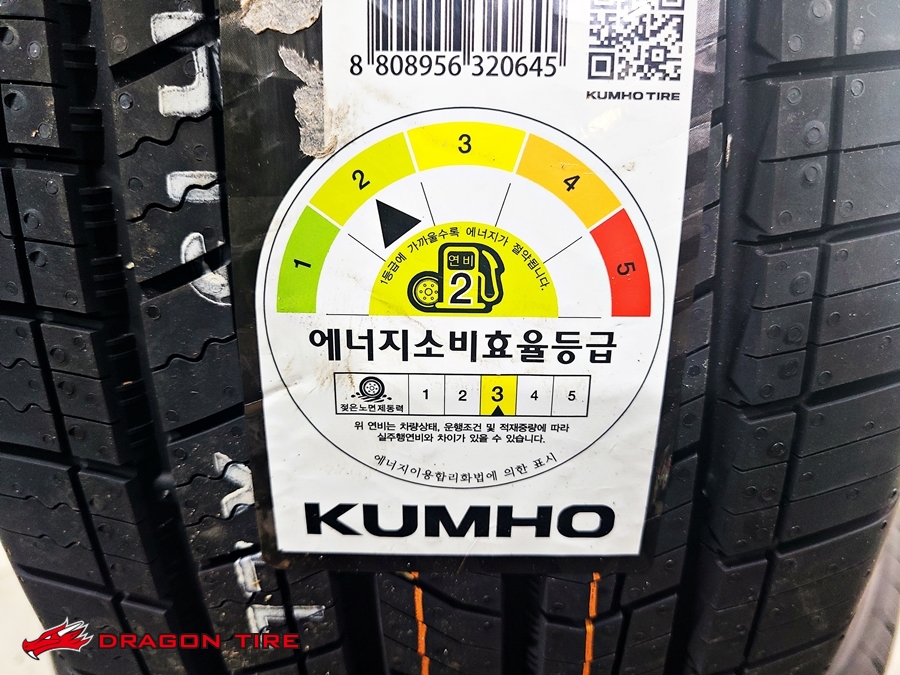 8 808956 320645
KUMHO TIRE
1 2 3 4 5
1등급에 가까울수록 에너지가 절약됩니다.
연비
2
에너지소비효율등급
젖은노면제동력 1 2 3 4 5
위 연비는 차량상태, 운행조건 및 적재중량에 따라
실주행연비와 차이가 있을 수 있습니다.
에너지이용합리화법에 의한 표시
KUMHO
DRAGON TIRE